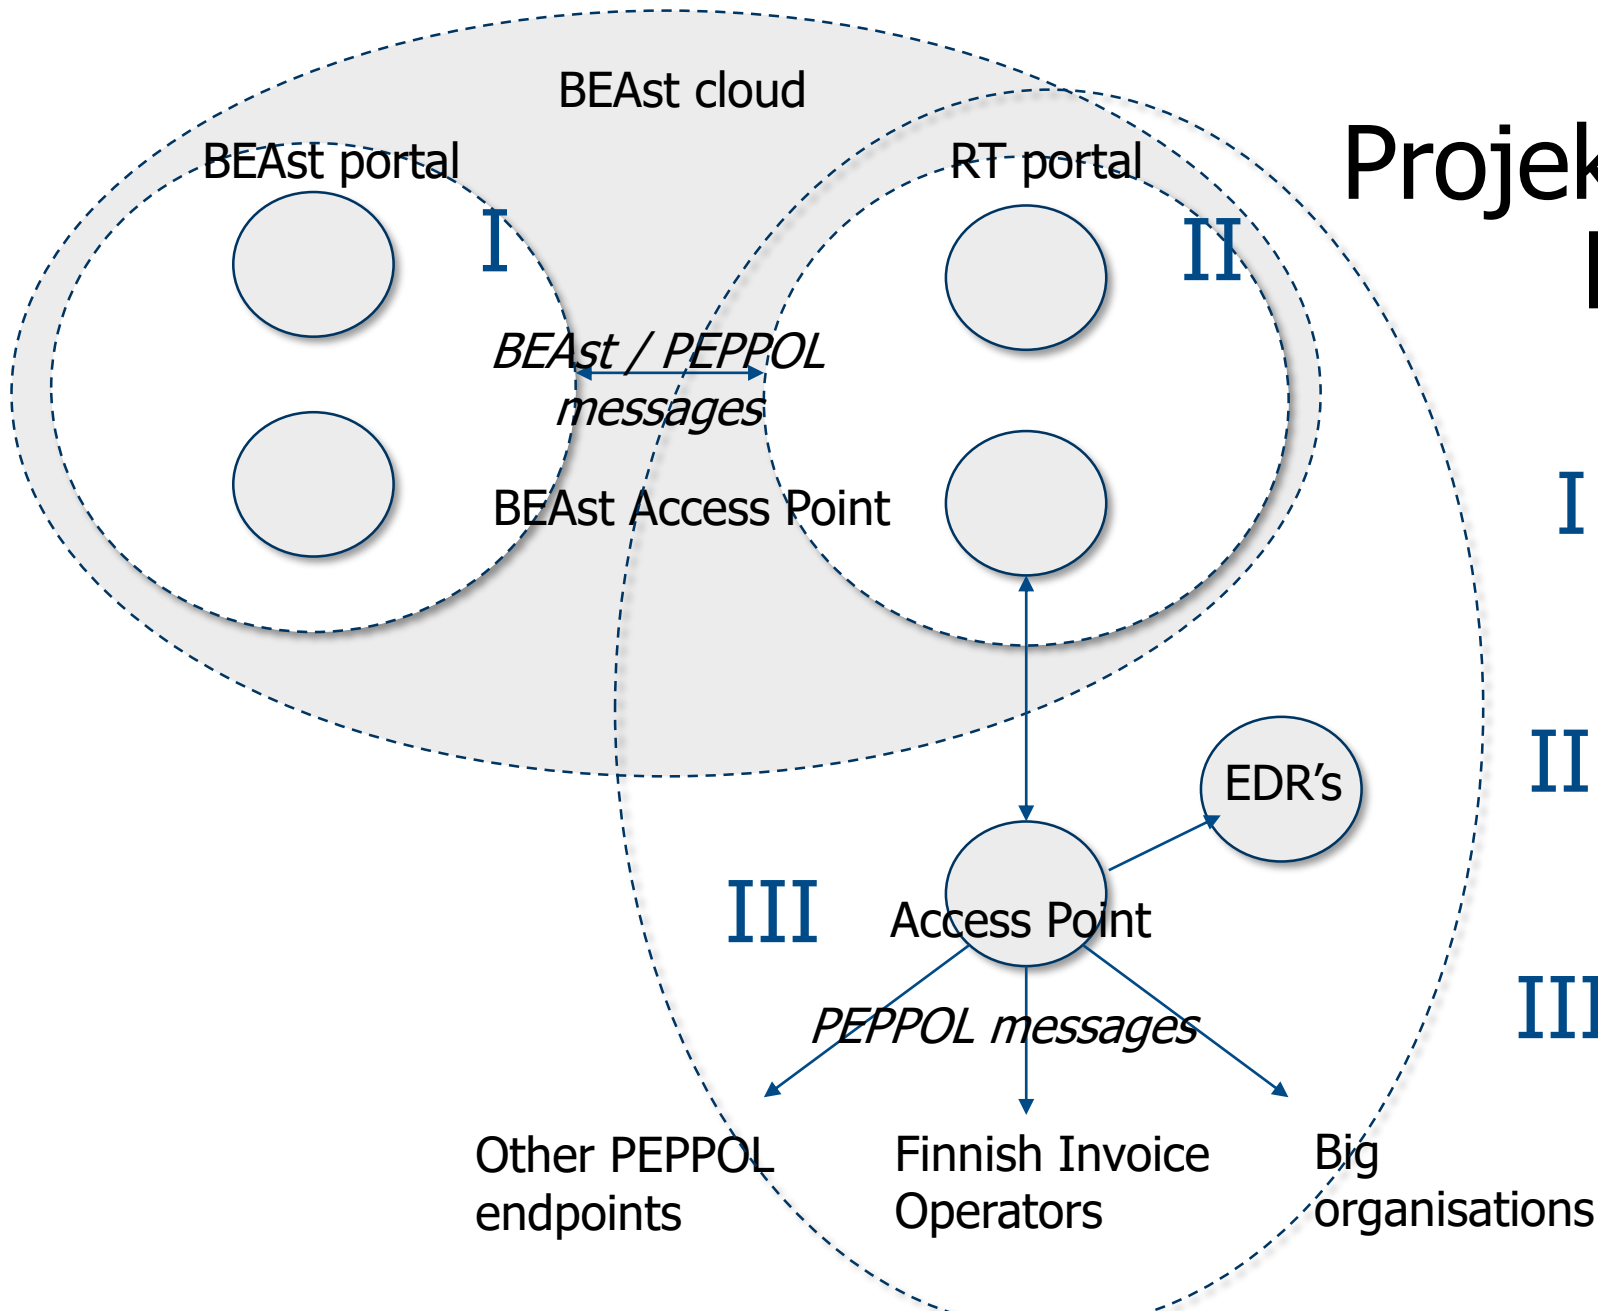 BEAst cloud
BEAst portal
RT portal
Projek
I
II
BEAst / PEPPOL
messages
BEAst Access Point
I
II
EDR's
III
Access Point
III
PEPPOL messages
Other PEPPOL
endpoints
Finnish Invoice
Operators
Big
organisations